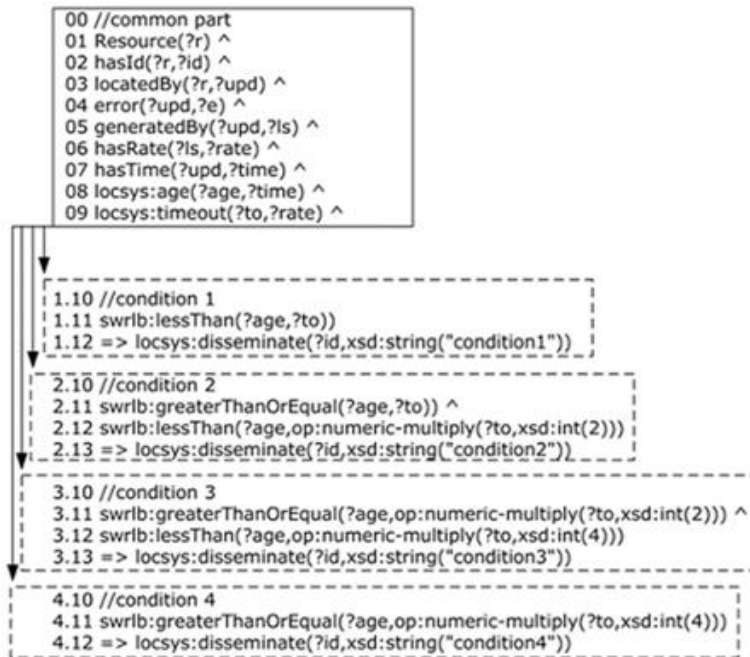 00 //common part
01 Resource(?r) ^
02 hasId(?r,?id) ^
03 locatedBy(?r,?upd) ^
04 error(?upd,?e) ^
05 generatedBy(?upd,?ls) ^
06 hasRate(?ls,?rate) ^
07 hasTime(?upd,?time) ^
08 locsys:age(?age,?time) ^
09 locsys:timeout(?to,?rate) ^
1.10 //condition 1
1.11 swrlb:lessThan(?age,?to))
1.12 => locsys:disseminate(?id,xsd:string("condition1"))
2.10 //condition 2
2.11 swrlb:greaterThanOrEqual(?age,?to)) ^
2.12 swrlb:lessThan(?age,op:numeric-multiply(?to,xsd:int(2)))
2.13 => locsys:disseminate(?id,xsd:string("condition2"))
3.10 //condition 3
3.11 swrlb:greaterThanOrEqual(?age,op:numeric-multiply(?to,xsd:int(2))) ^
3.12 swrlb:lessThan(?age,op:numeric-multiply(?to,xsd:int(4)))
3.13 => locsys:disseminate(?id,xsd:string("condition3"))
4.10 //condition 4
4.11 swrlb:greaterThanOrEqual(?age,op:numeric-multiply(?to,xsd:int(4)))
4.12 => locsys:disseminate(?id,xsd:string("condition4"))